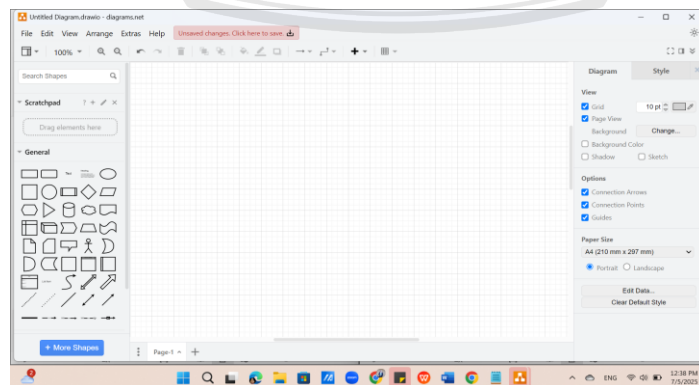 Untitled Diagram.drawio - diagrams.net
File Edit View Arrange Extras Help Unsaved changes. Click here to save.
100%
Search Shapes
Scratchpad
Drag elements here
General
Text
+ More Shapes
Page-1
Diagram Style
View
Grid 10 pt
Page View
Background Change...
Background Color
Shadow Sketch
Options
Connection Arrows
Connection Points
Guides
Paper Size
A4 (210 mm x 297 mm)
Portrait Landscape
Edit Data...
Clear Default Style
ENG
12:38 PM